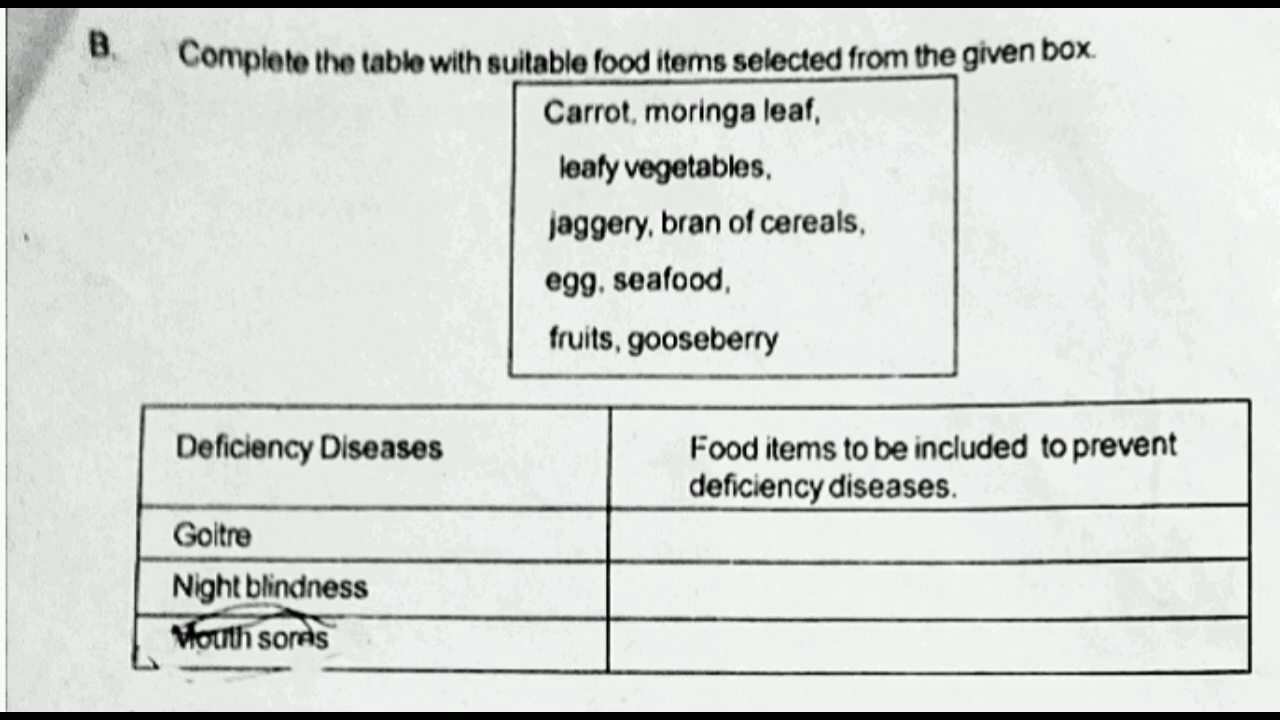 B. Complete the table with suitable food items selected from the given box.
Carrot, moringa leaf,
leafy vegetables,
jaggery, bran of cereals,
egg, seafood,
fruits, gooseberry
Deficiency Diseases
Food items to be included to prevent
deficiency diseases.
Goitre
Night blindness
Mouth sores